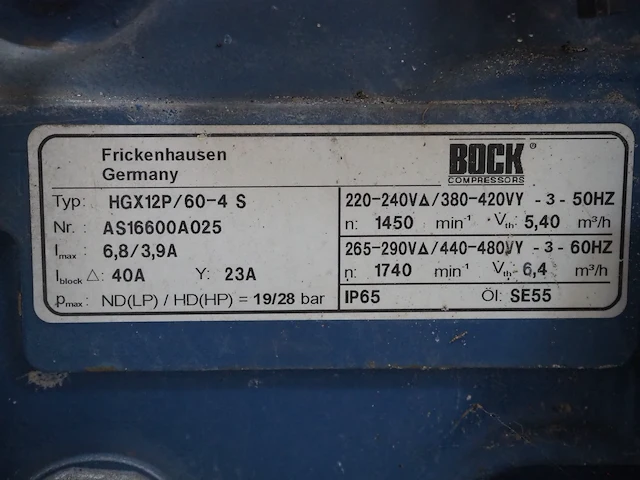 Frickenhausen
Germany
BOCK®
COMPRESSORS
Typ: HGX12P/60-4 S
Nr.: AS16600A025
Imax: 6,8/3,9A
Iblock △: 40A Y: 23A
Pmax: ND(LP) / HD(HP) = 19/28 bar
220-240V∆/380-420VY - 3 - 50HZ
n: 1450 min⁻¹ V̇th: 5,40 m³/h
265-290V∆/440-480VY - 3 - 60HZ
n: 1740 min⁻¹ V̇th: 6,4 m³/h
IP65 Öl: SE55